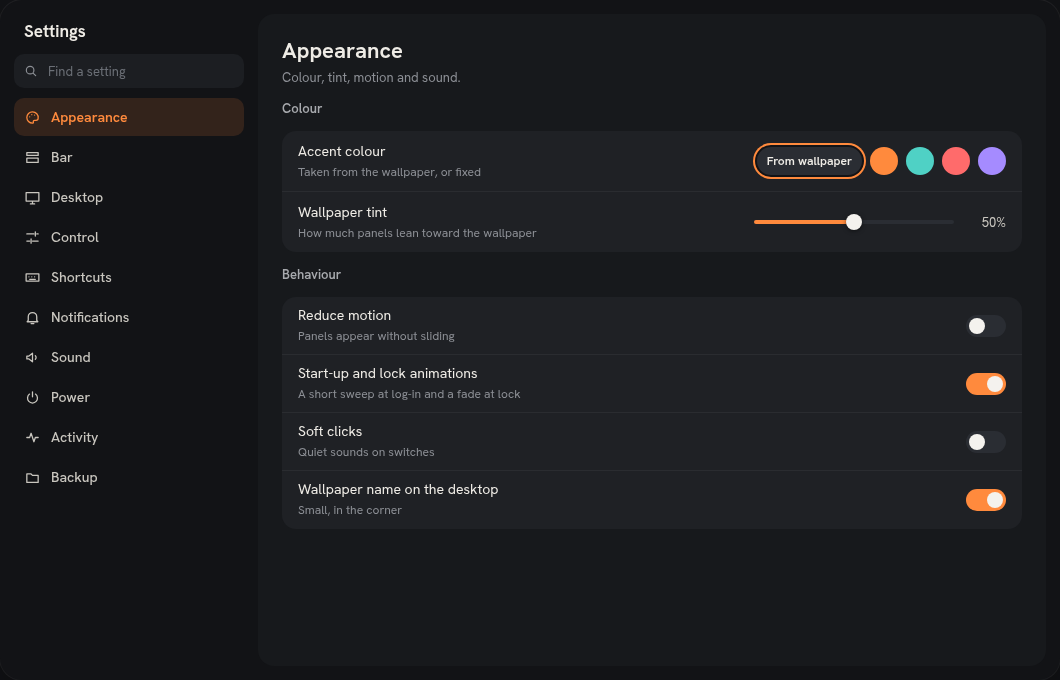 Settings
Find a setting
Appearance
Bar
Desktop
Control
Shortcuts
Notifications
Sound
Power
Activity
Backup
Appearance
Colour, tint, motion and sound.
Colour
Accent colour
Taken from the wallpaper, or fixed
From wallpaper
Wallpaper tint
How much panels lean toward the wallpaper
50%
Behaviour
Reduce motion
Panels appear without sliding
Start-up and lock animations
A short sweep at log-in and a fade at lock
Soft clicks
Quiet sounds on switches
Wallpaper name on the desktop
Small, in the corner